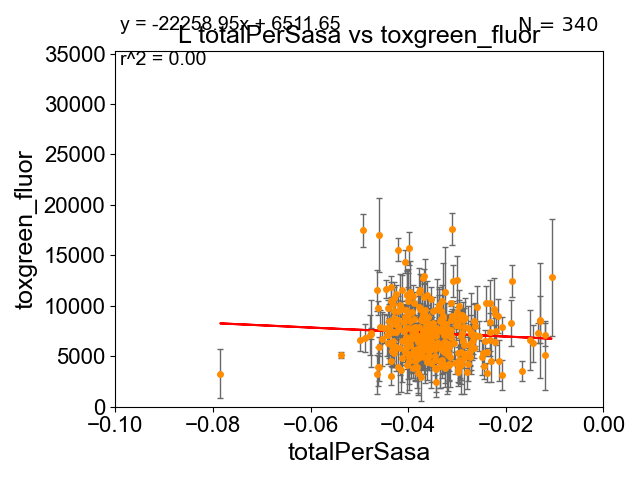 y = -22258.95x + 6511.65
N = 340
L totalPerSasa vs toxgreen_fluor
r^2 = 0.00
35000
30000
25000
20000
15000
10000
5000
0
toxgreen_fluor
−0.10 −0.08 −0.06 −0.04 −0.02 0.00
totalPerSasa